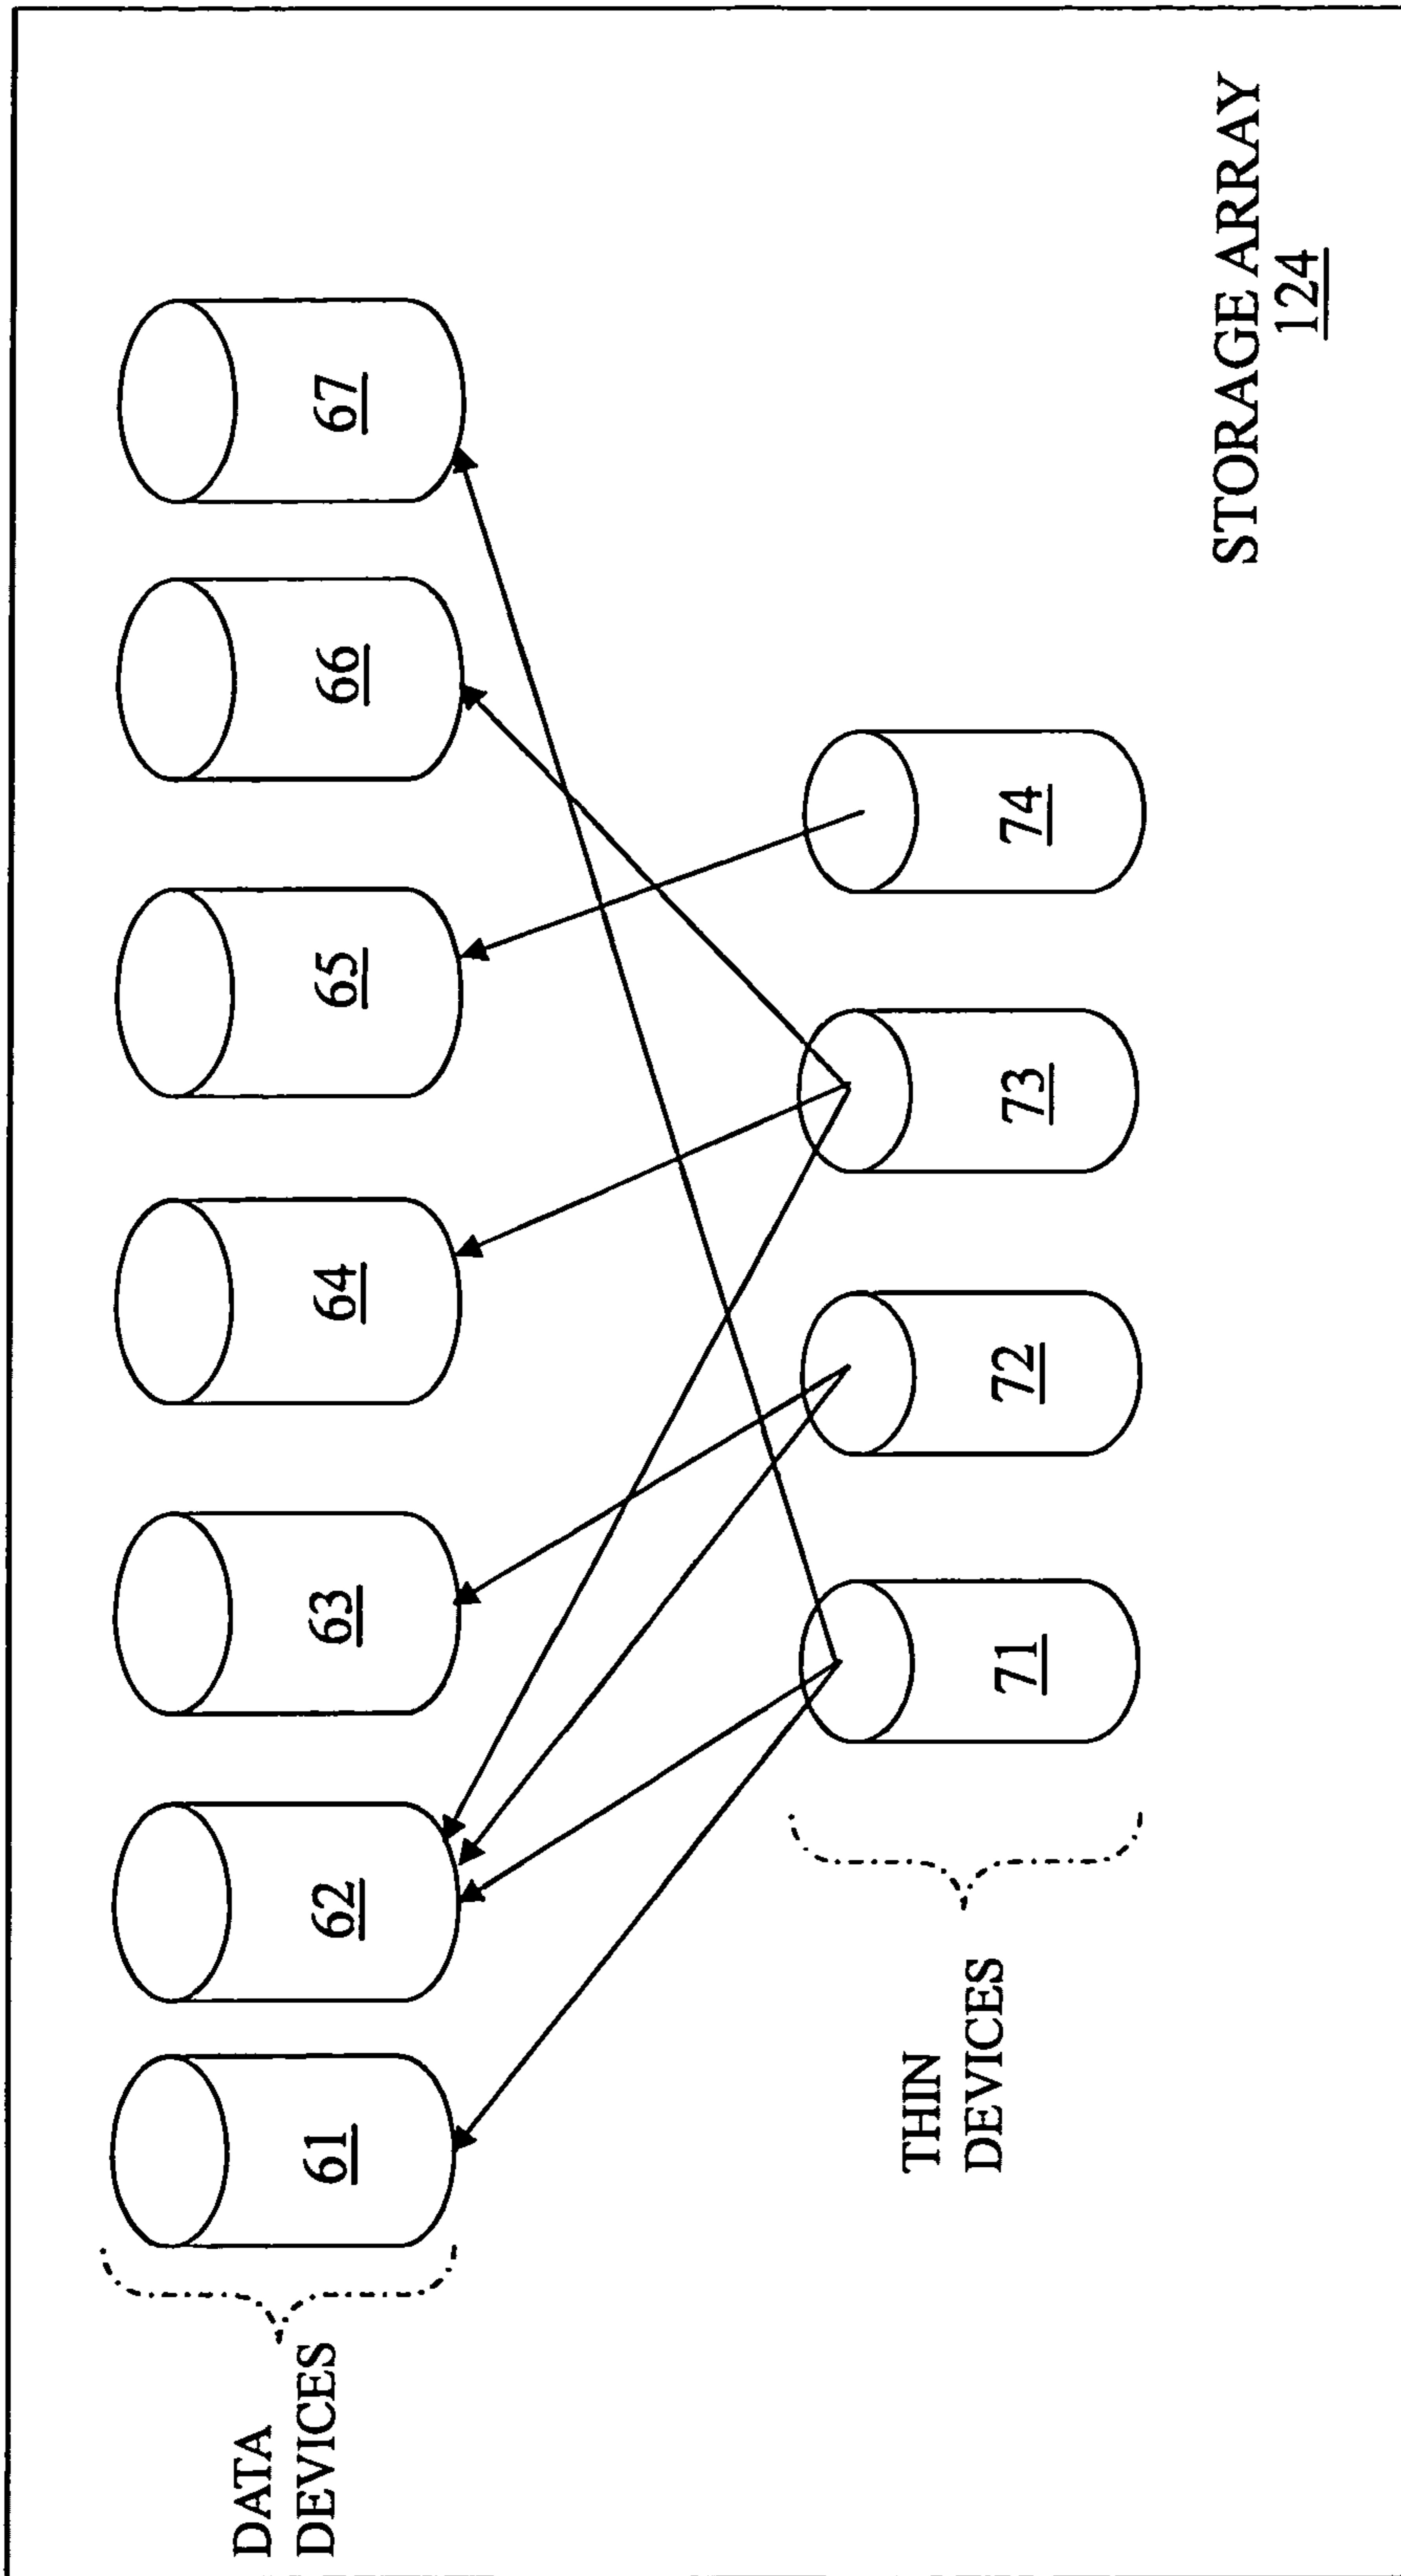 DATA
DEVICES
61
62
63
64
65
66
67
THIN
DEVICES
71
72
73
74
STORAGE ARRAY
124